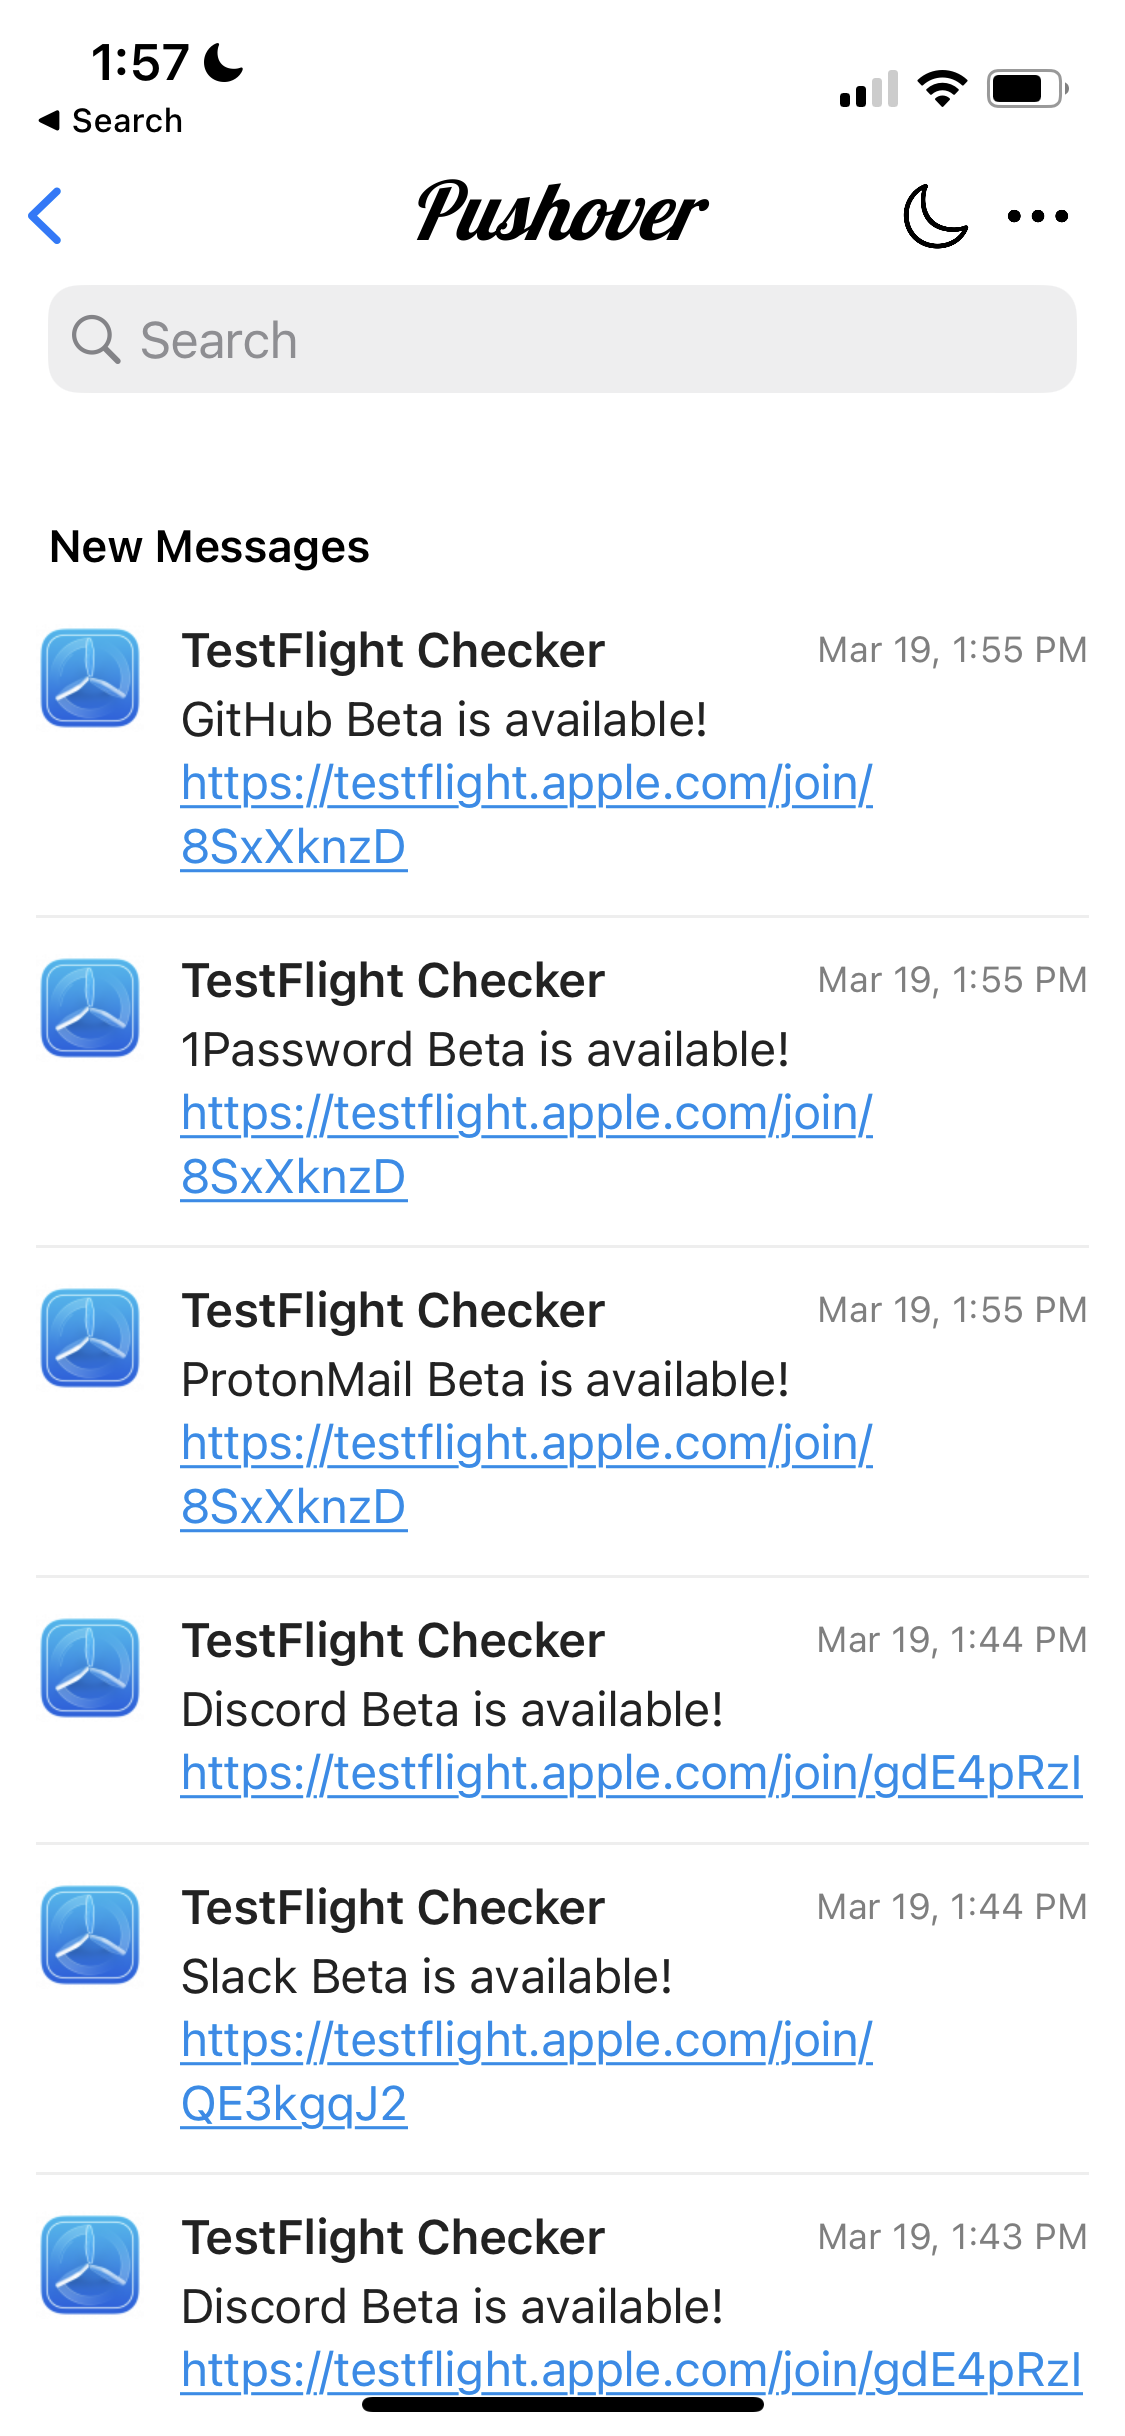 1:57
Search
Pushover
Search
New Messages
TestFlight Checker
Mar 19, 1:55 PM
GitHub Beta is available!
https://testflight.apple.com/join/
8SxXknzD
TestFlight Checker
Mar 19, 1:55 PM
1Password Beta is available!
https://testflight.apple.com/join/
8SxXknzD
TestFlight Checker
Mar 19, 1:55 PM
ProtonMail Beta is available!
https://testflight.apple.com/join/
8SxXknzD
TestFlight Checker
Mar 19, 1:44 PM
Discord Beta is available!
https://testflight.apple.com/join/gdE4pRzI
TestFlight Checker
Mar 19, 1:44 PM
Slack Beta is available!
https://testflight.apple.com/join/
QE3kgqJ2
TestFlight Checker
Mar 19, 1:43 PM
Discord Beta is available!
https://testflight.apple.com/join/gdE4pRzI